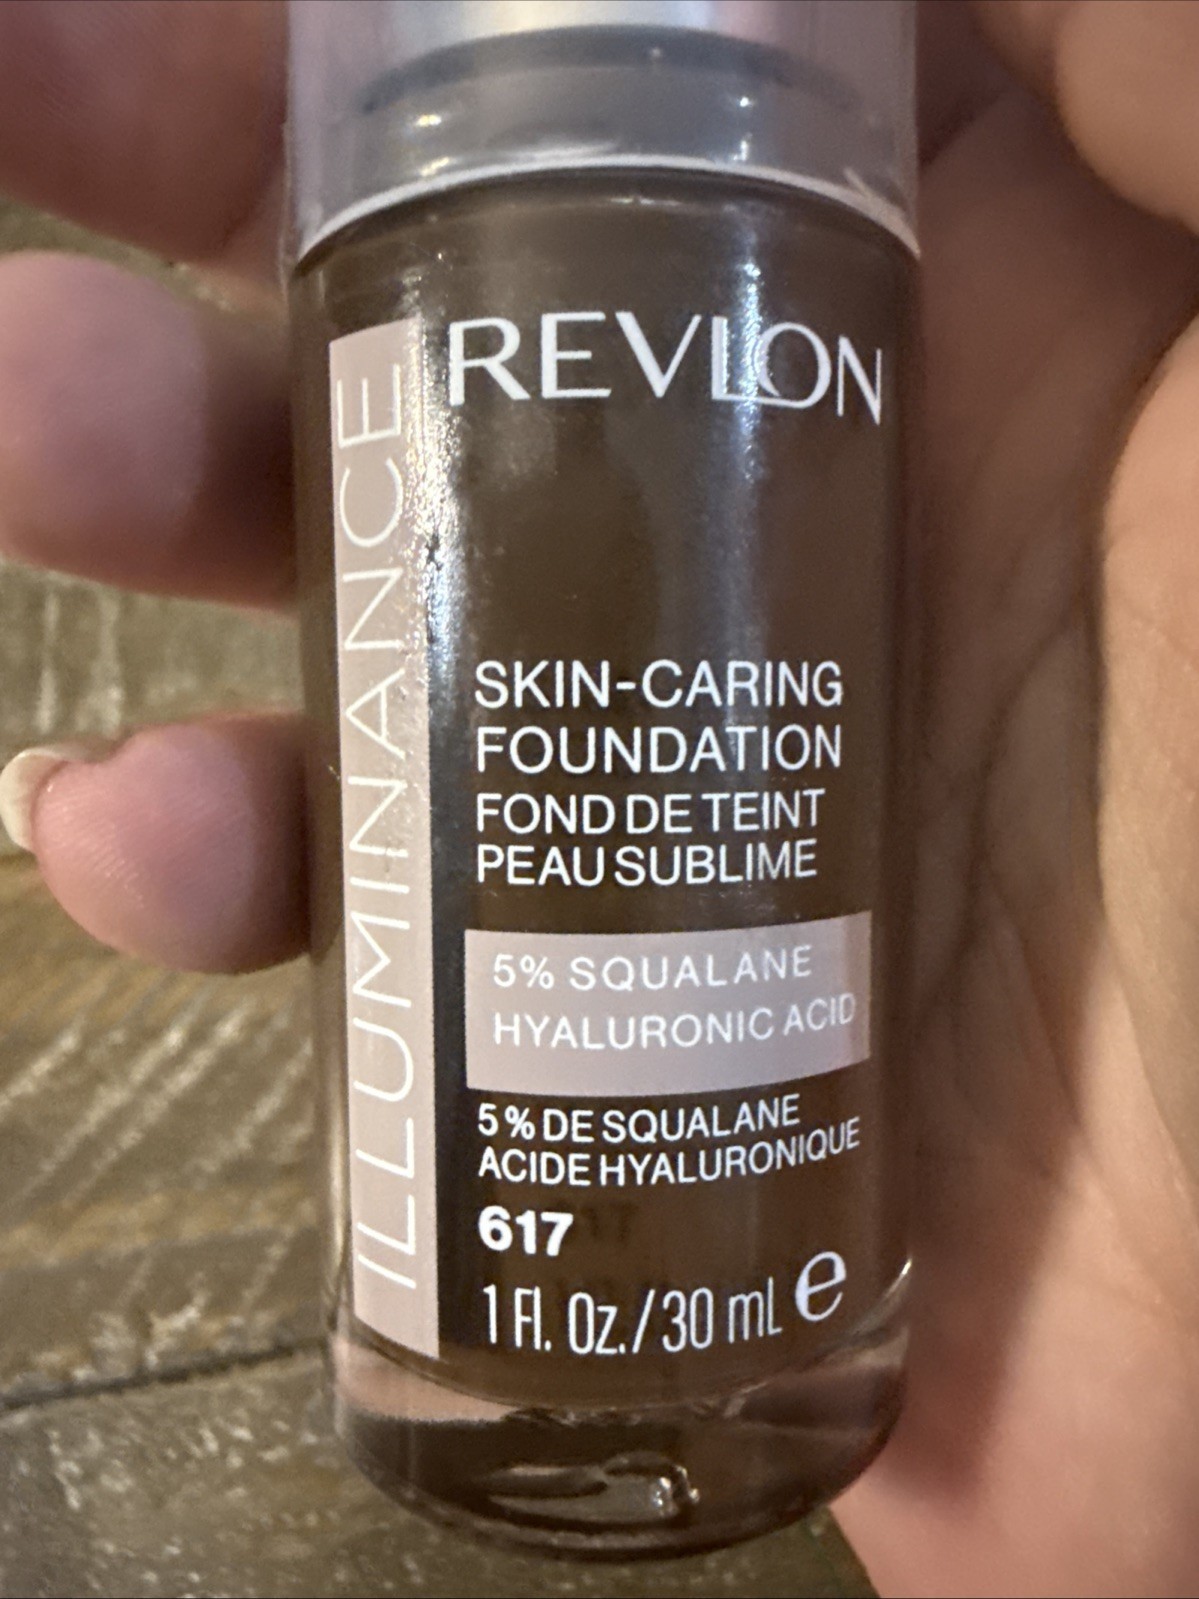 REVLON
ILLUMINANCE
SKIN-CARING
FOUNDATION
FOND DE TEINT
PEAU SUBLIME
5% SQUALANE
HYALURONIC ACID
5% DE SQUALANE
ACIDE HYALURONIQUE
617
1 Fl. Oz./30 mL e